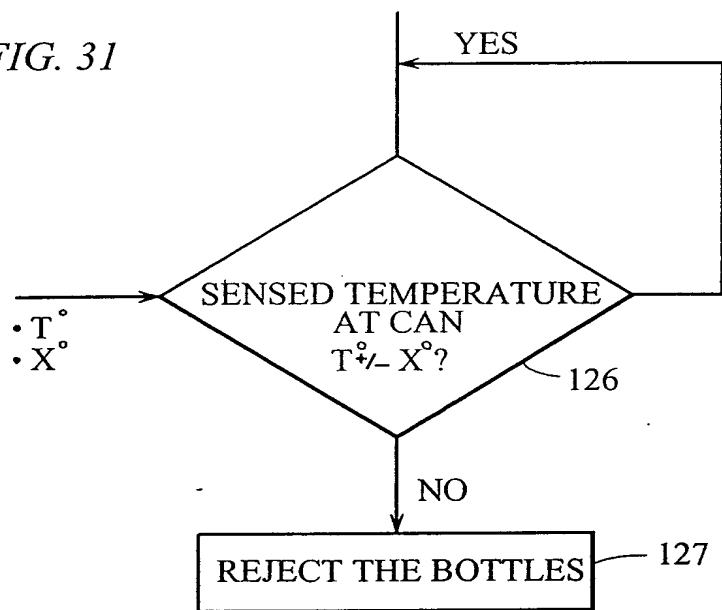 FIG. 31
YES
SENSED TEMPERATURE
AT CAN
T°+/− X°?
• T°
• X°
126
NO
REJECT THE BOTTLES
127